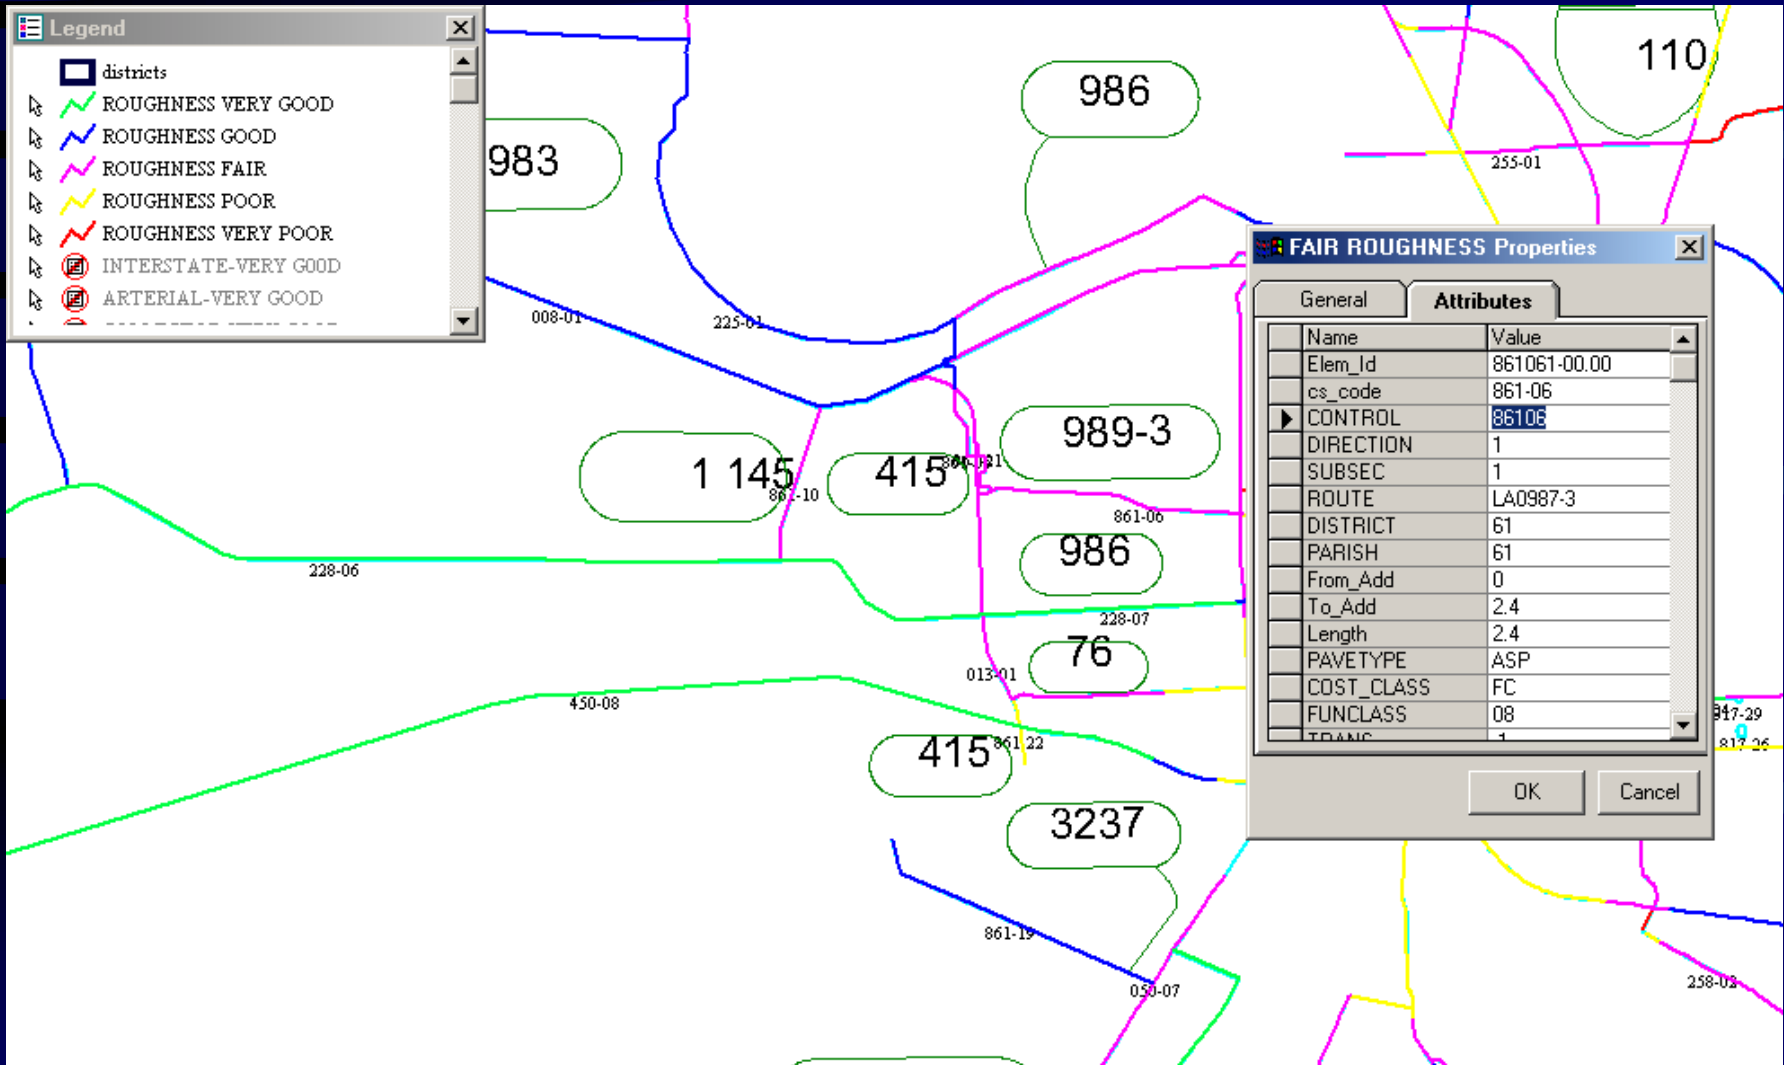 Legend
districts
ROUGHNESS VERY GOOD
ROUGHNESS GOOD
ROUGHNESS FAIR
ROUGHNESS POOR
ROUGHNESS VERY POOR
INTERSTATE-VERY GOOD
ARTERIAL-VERY GOOD
983
986
110
255-01
008-01
225-01
1 145
415
989-3
861-10
861-06
986
228-06
228-07
76
013-01
450-08
415
861-22
3237
861-19
050-07
258-02
817-29
817-26
FAIR ROUGHNESS Properties
General
Attributes
Name Value
Elem_Id 861061-00.00
cs_code 861-06
CONTROL 86106
DIRECTION 1
SUBSEC 1
ROUTE LA0987-3
DISTRICT 61
PARISH 61
From_Add 0
To_Add 2.4
Length 2.4
PAVETYPE ASP
COST_CLASS FC
FUNCLASS 08
OK
Cancel